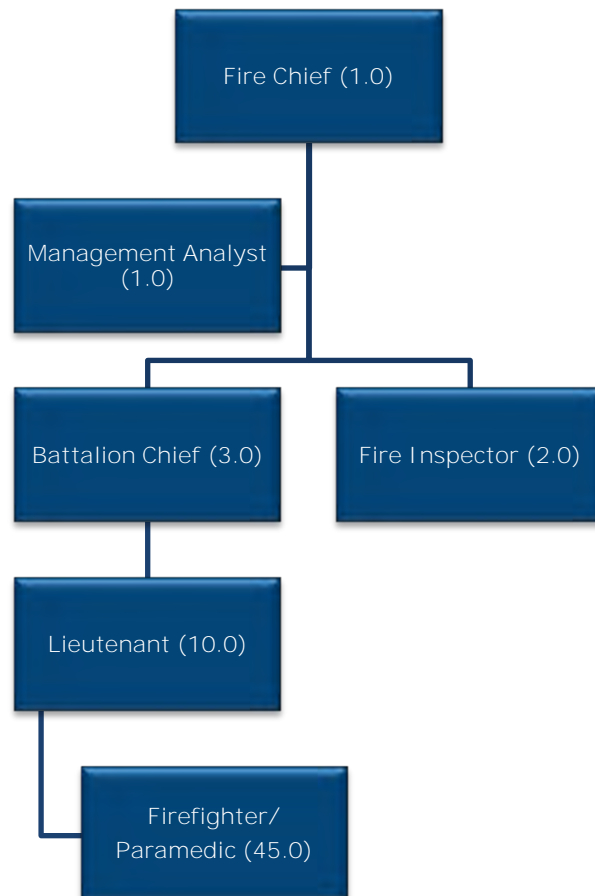 Fire Chief (1.0)
Management Analyst
(1.0)
Battalion Chief (3.0)
Fire Inspector (2.0)
Lieutenant (10.0)
Firefighter/
Paramedic (45.0)